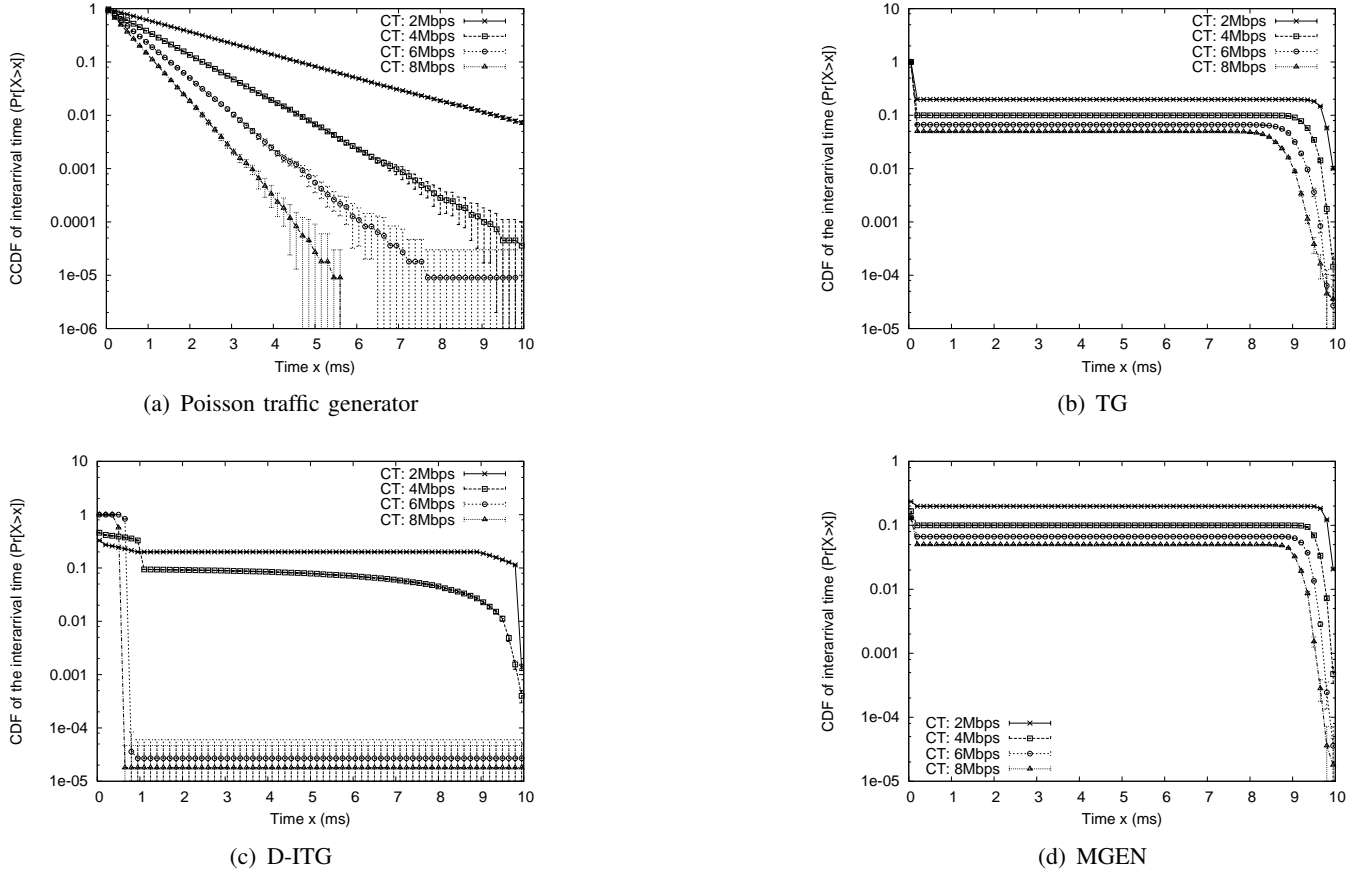 CCDF of interarrival time (Pr[X>x])
1
0.1
0.01
0.001
0.0001
1e-05
1e-06
0 1 2 3 4 5 6 7 8 9 10
Time x (ms)
CT: 2Mbps
CT: 4Mbps
CT: 6Mbps
CT: 8Mbps
(a) Poisson traffic generator
CDF of the interarrival time (Pr[X>x])
10
1
0.1
0.01
0.001
1e-04
1e-05
0 1 2 3 4 5 6 7 8 9 10
Time x (ms)
CT: 2Mbps
CT: 4Mbps
CT: 6Mbps
CT: 8Mbps
(b) TG
CDF of the interarrival time (Pr[X>x])
10
1
0.1
0.01
0.001
1e-04
1e-05
0 1 2 3 4 5 6 7 8 9 10
Time x (ms)
CT: 2Mbps
CT: 4Mbps
CT: 6Mbps
CT: 8Mbps
(c) D-ITG
CDF of interarrival time (Pr[X>x])
1
0.1
0.01
0.001
1e-04
1e-05
0 1 2 3 4 5 6 7 8 9 10
Time x (ms)
CT: 2Mbps
CT: 4Mbps
CT: 6Mbps
CT: 8Mbps
(d) MGEN